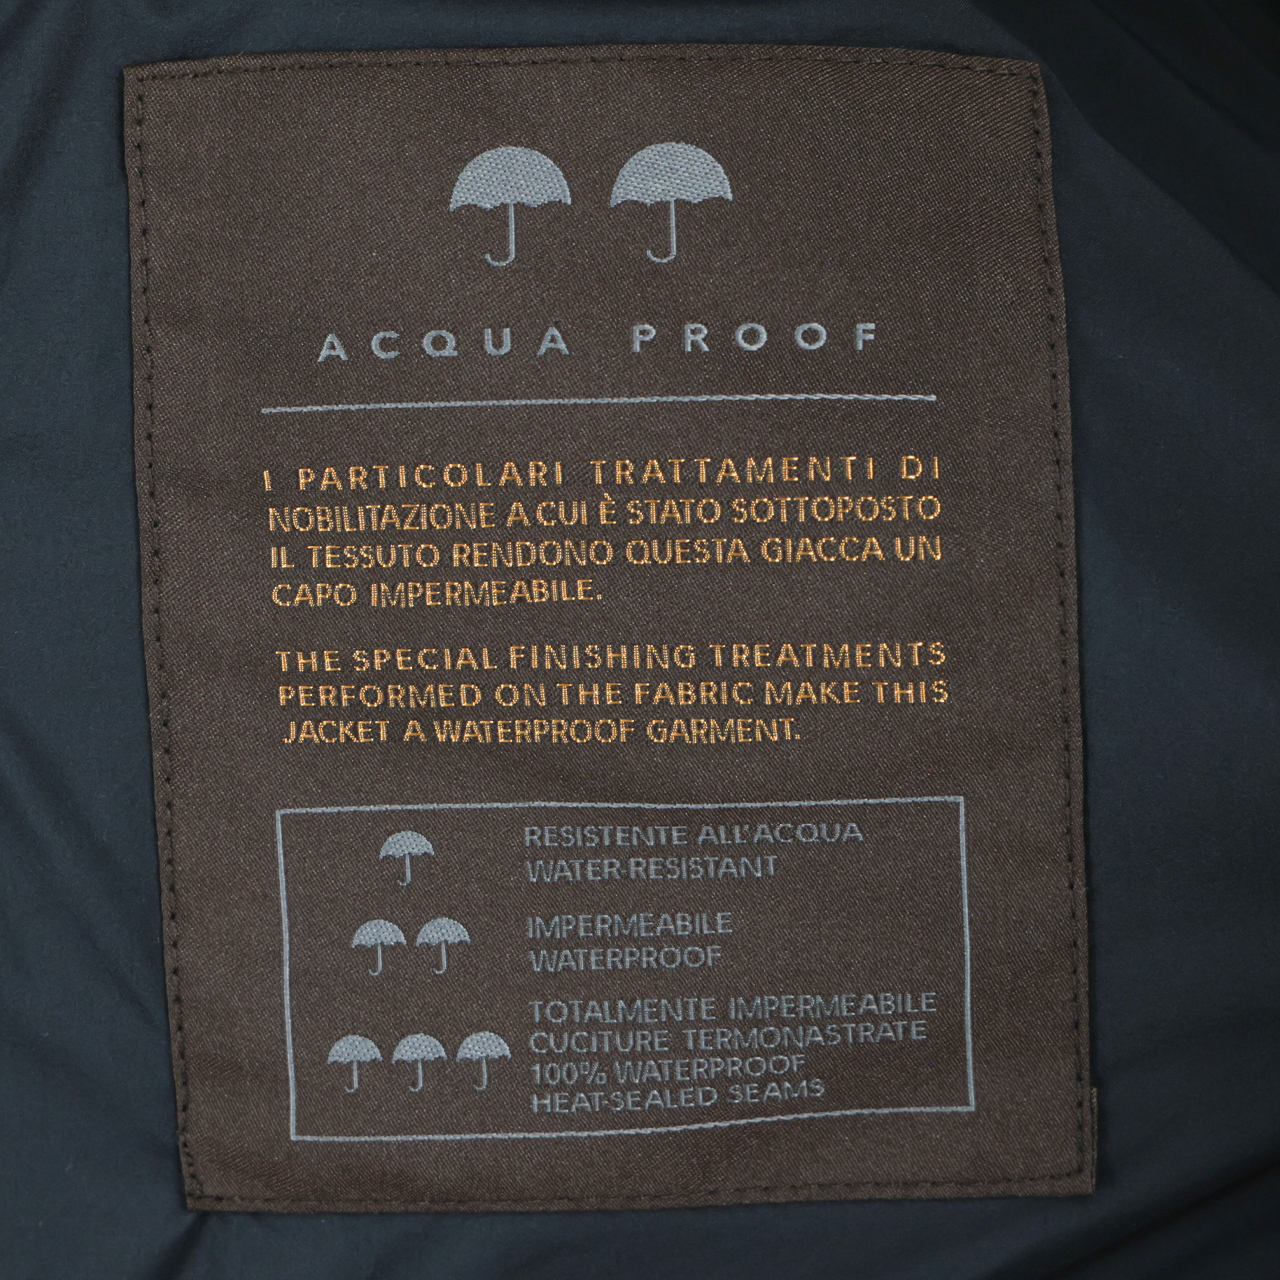 ACQUA PROOF
I PARTICOLARI TRATTAMENTI DI
NOBILITAZIONE A CUI È STATO SOTTOPOSTO
IL TESSUTO RENDONO QUESTA GIACCA UN
CAPO IMPERMEABILE.
THE SPECIAL FINISHING TREATMENTS
PERFORMED ON THE FABRIC MAKE THIS
JACKET A WATERPROOF GARMENT.
RESISTENTE ALL'ACQUA
WATER-RESISTANT
IMPERMEABILE
WATERPROOF
TOTALMENTE IMPERMEABILE
CUCITURE TERMONASTRATE
100% WATERPROOF
HEAT-SEALED SEAMS